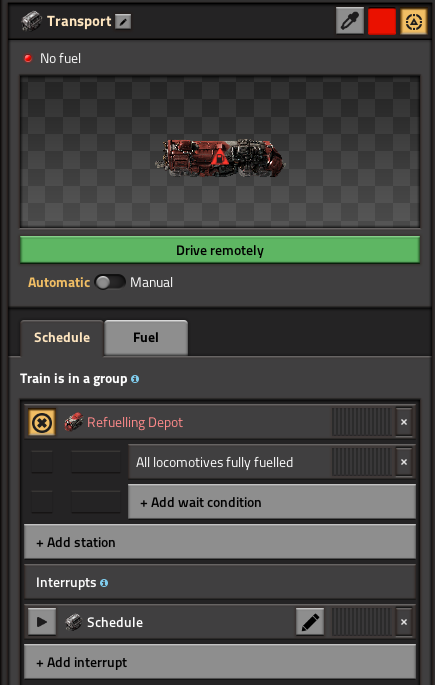 Transport
No fuel
Drive remotely
Automatic Manual
Schedule Fuel
Train is in a group
Refuelling Depot
All locomotives fully fuelled
+ Add wait condition
+ Add station
Interrupts
Schedule
+ Add interrupt